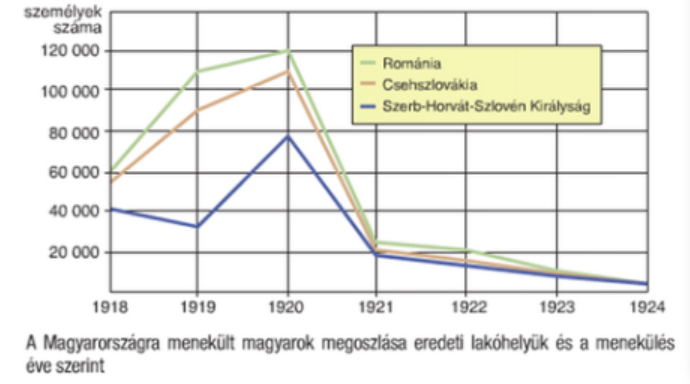 személyek
száma
120 000
100 000
80 000
60 000
40 000
20 000
Románia
Csehszlovákia
Szerb-Horvát-Szlovén Királyság
1918 1919 1920 1921 1922 1923 1924
A Magyarországra menekült magyarok megoszlása eredeti lakóhelyük és a menekülés
éve szerint